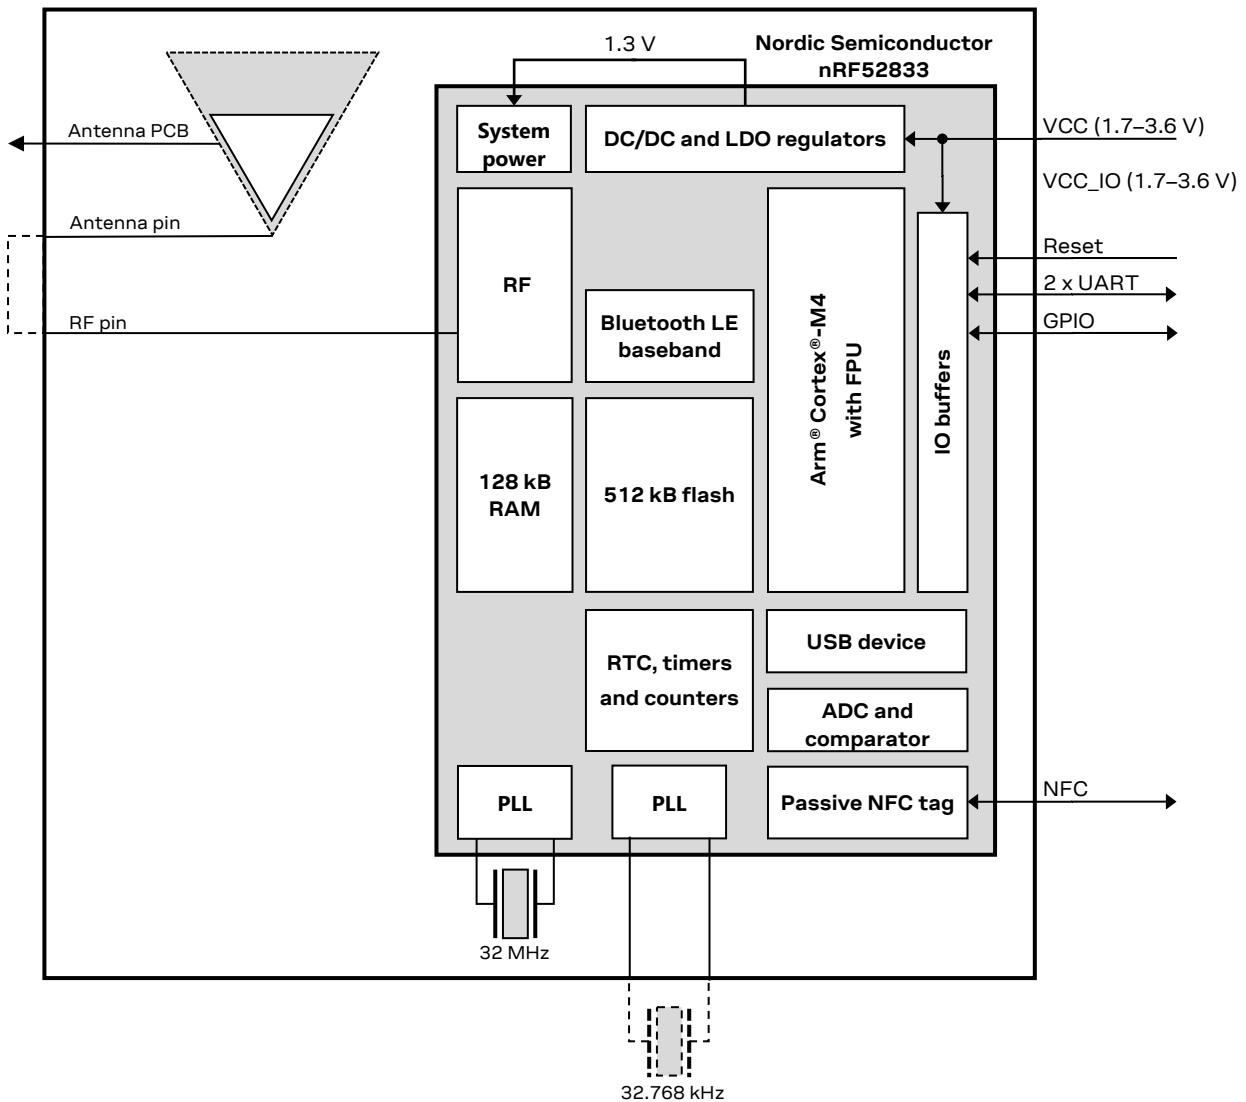 1.3 V
Nordic Semiconductor
nRF52833
System
power
DC/DC and LDO regulators
VCC (1.7–3.6 V)
VCC_IO (1.7–3.6 V)
Antenna PCB
Antenna pin
RF pin
RF
Bluetooth LE
baseband
Arm® Cortex®-M4
with FPU
IO buffers
Reset
2 x UART
GPIO
128 kB
RAM
512 kB flash
RTC, timers
and counters
USB device
ADC and
comparator
PLL
PLL
Passive NFC tag
NFC
32 MHz
32.768 kHz